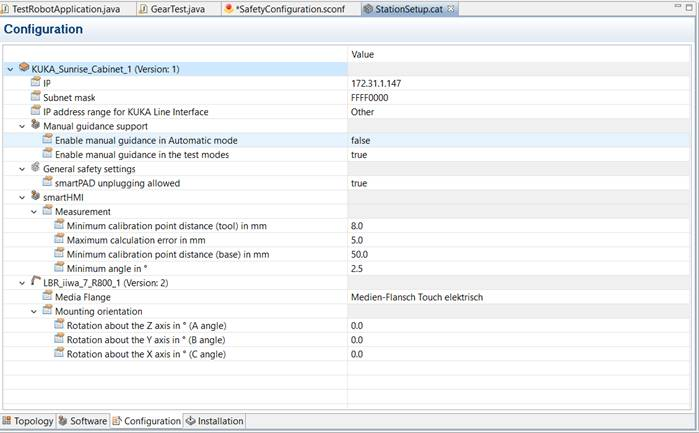 TestRobotApplication.java GearTest.java *SafetyConfiguration.sconf StationSetup.cat
Configuration
Value
KUKA_Sunrise_Cabinet_1 (Version: 1)
IP 172.31.1.147
Subnet mask FFFF0000
IP address range for KUKA Line Interface Other
Manual guidance support
Enable manual guidance in Automatic mode false
Enable manual guidance in the test modes true
General safety settings
smartPAD unplugging allowed true
smartHMI
Measurement
Minimum calibration point distance (tool) in mm 8.0
Maximum calculation error in mm 5.0
Minimum calibration point distance (base) in mm 50.0
Minimum angle in ° 2.5
LBR_iiwa_7_R800_1 (Version: 2)
Media Flange Medien-Flansch Touch elektrisch
Mounting orientation
Rotation about the Z axis in ° (A angle) 0.0
Rotation about the Y axis in ° (B angle) 0.0
Rotation about the X axis in ° (C angle) 0.0
Topology Software Configuration Installation